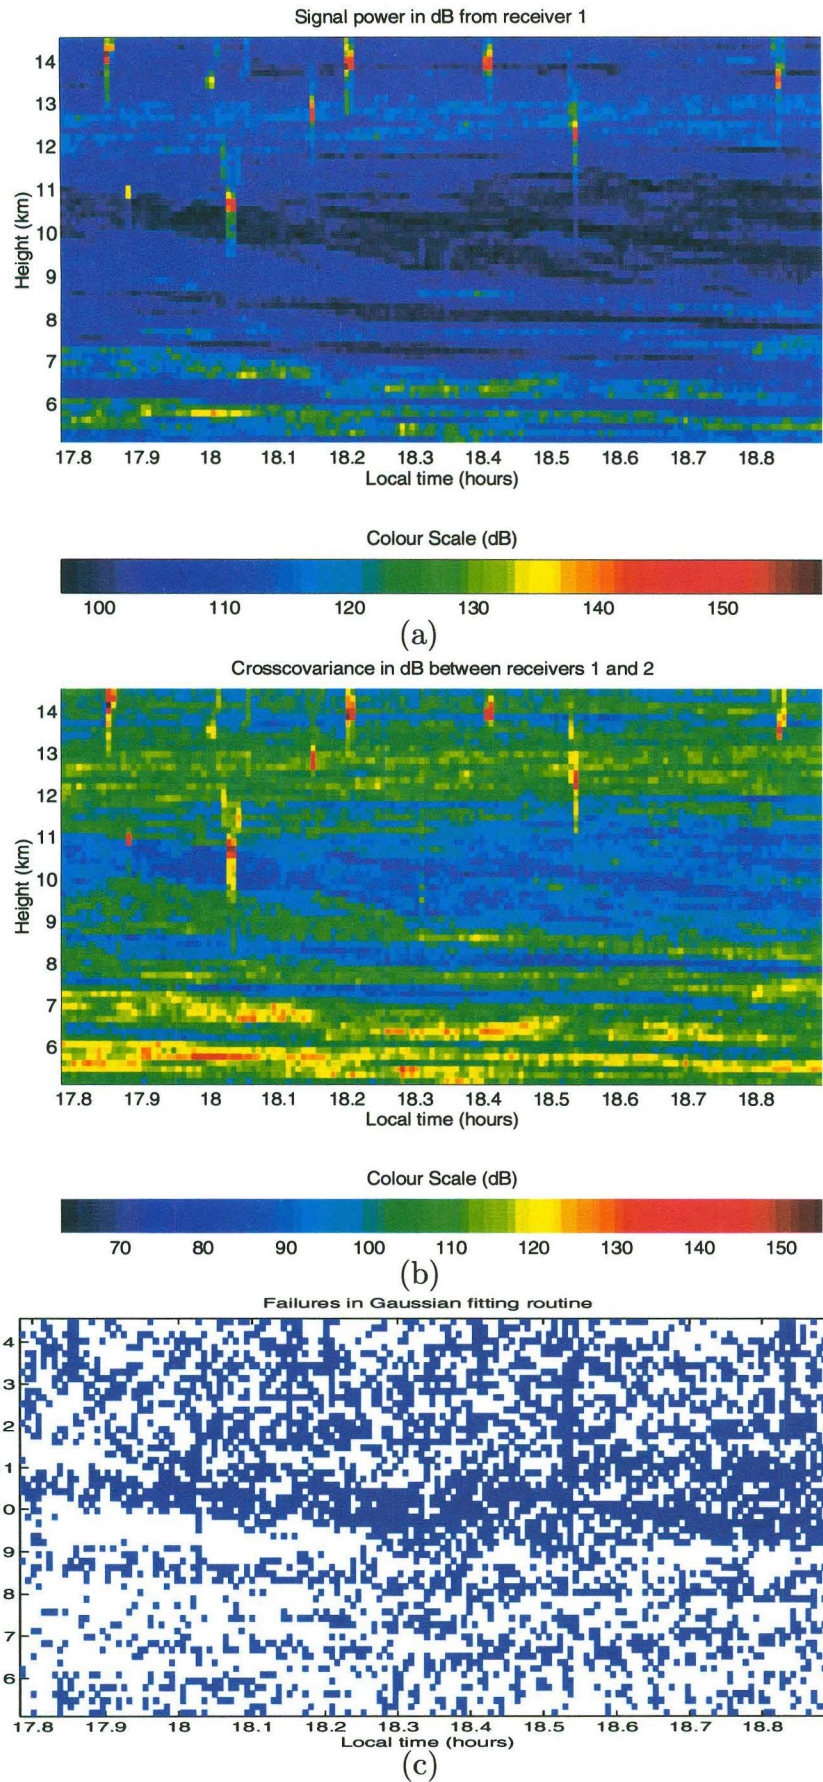 Signal power in dB from receiver 1
Height (km)
14
13
12
11
10
9
8
7
6
17.8 17.9 18 18.1 18.2 18.3 18.4 18.5 18.6 18.7 18.8
Local time (hours)
Colour Scale (dB)
100 110 120 130 140 150
(a)
Crosscovariance in dB between receivers 1 and 2
Height (km)
14
13
12
11
10
9
8
7
6
17.8 17.9 18 18.1 18.2 18.3 18.4 18.5 18.6 18.7 18.8
Local time (hours)
Colour Scale (dB)
70 80 90 100 110 120 130 140 150
(b)
Failures in Gaussian fitting routine
4
3
2
1
0
9
8
7
6
17.8 17.9 18 18.1 18.2 18.3 18.4 18.5 18.6 18.7 18.8
Local time (hours)
(c)